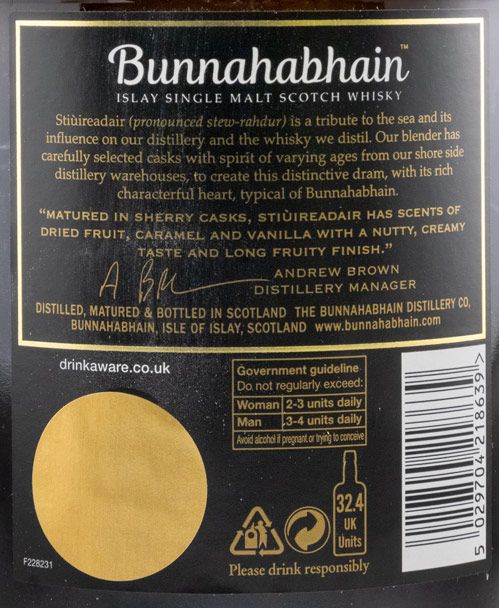 Bunnahabhain™
ISLAY SINGLE MALT SCOTCH WHISKY
Stiùireadair (pronounced stew-rahdur) is a tribute to the sea and its
influence on our distillery and the whisky we distil. Our blender has
carefully selected casks with spirit of varying ages from our shore side
distillery warehouses, to create this distinctive dram, with its rich
characterful heart, typical of Bunnahabhain.
“MATURED IN SHERRY CASKS, STIÙIREADAIR HAS SCENTS OF
DRIED FRUIT, CARAMEL AND VANILLA WITH A NUTTY, CREAMY
TASTE AND LONG FRUITY FINISH.”
ANDREW BROWN
DISTILLERY MANAGER
DISTILLED, MATURED & BOTTLED IN SCOTLAND THE BUNNAHABHAIN DISTILLERY CO,
BUNNAHABHAIN, ISLE OF ISLAY, SCOTLAND www.bunnahabhain.com
drinkaware.co.uk
Government guideline
Do not regularly exceed:
Woman 2-3 units daily
Man 3-4 units daily
Avoid alcohol if pregnant or trying to conceive
32.4
UK
Units
Please drink responsibly
F228231
5 029704 218639 >